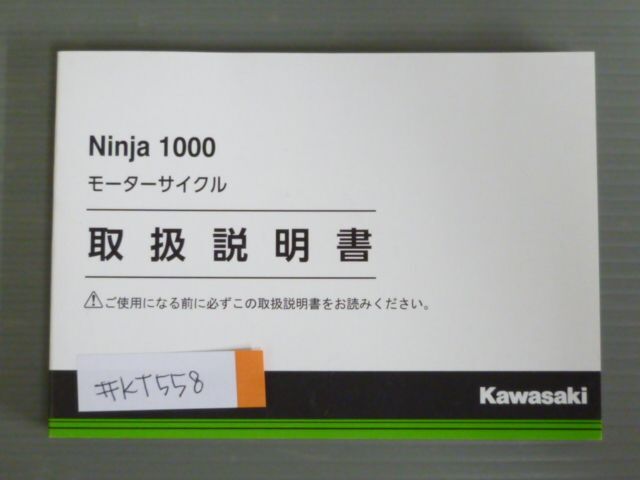 Ninja 1000
モーターサイクル
取扱説明書
⚠ご使用になる前に必ずこの取扱説明書をお読みください。
#KT558
Kawasaki